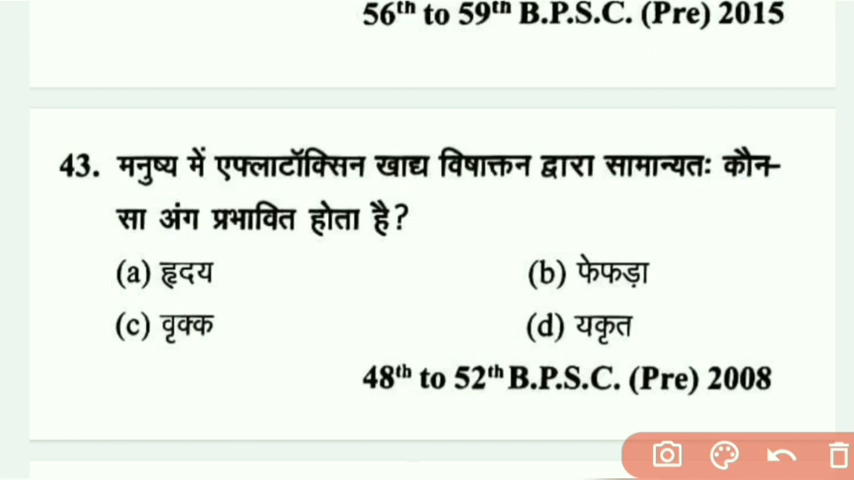 56th to 59th B.P.S.C. (Pre) 2015
43. मनुष्य में एफ्लाटॉक्सिन खाद्य विषाक्तन द्वारा सामान्यतः कौन-
सा अंग प्रभावित होता है?
(a) हृदय (b) फेफड़ा
(c) वृक्क (d) यकृत
48th to 52th B.P.S.C. (Pre) 2008